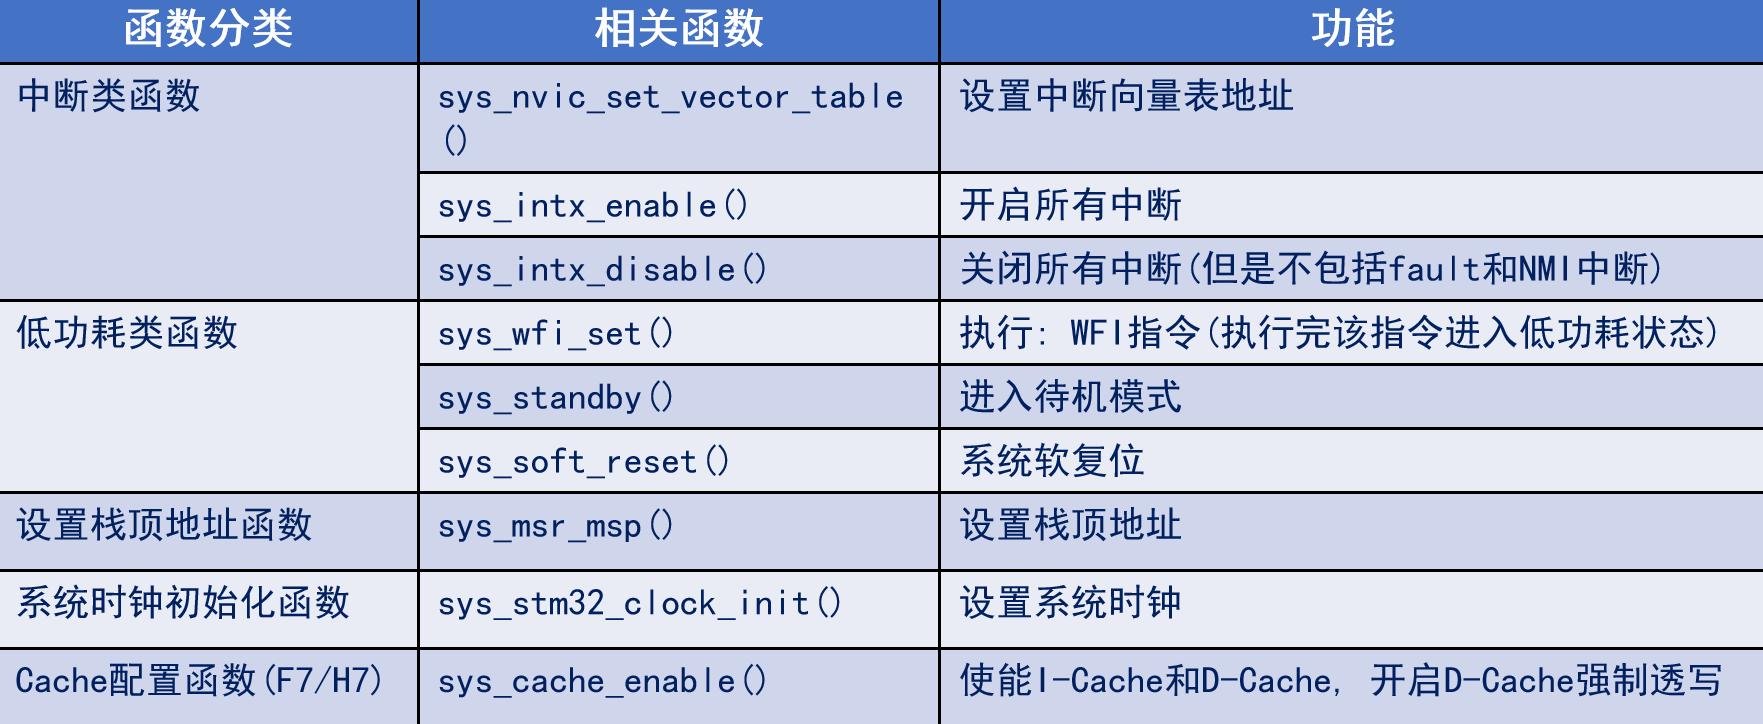 函数分类 相关函数 功能
中断类函数 sys_nvic_set_vector_table 设置中断向量表地址
()
sys_intx_enable() 开启所有中断
sys_intx_disable() 关闭所有中断(但是不包括fault和NMI中断)
低功耗类函数 sys_wfi_set() 执行: WFI指令(执行完该指令进入低功耗状态)
sys_standby() 进入待机模式
sys_soft_reset() 系统软复位
设置栈顶地址函数 sys_msr_msp() 设置栈顶地址
系统时钟初始化函数 sys_stm32_clock_init() 设置系统时钟
Cache配置函数(F7/H7) sys_cache_enable() 使能I-Cache和D-Cache, 开启D-Cache强制透写